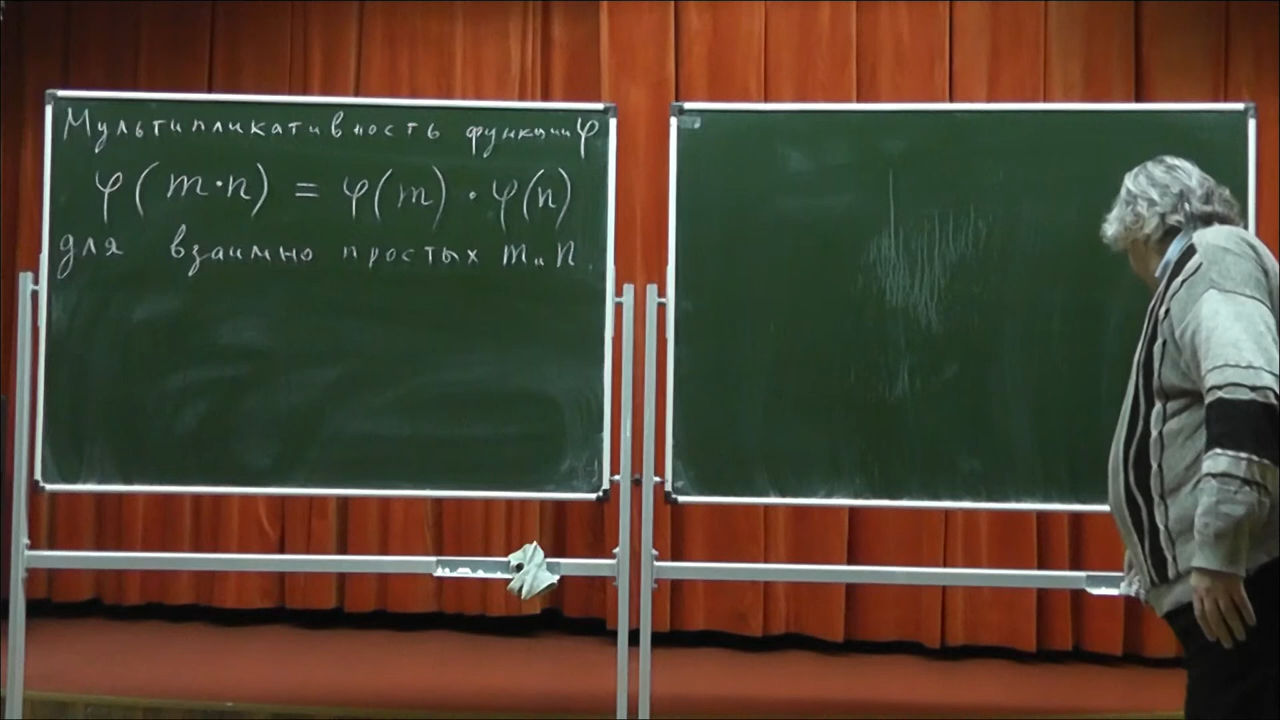 Мультипликативность функции φ
φ(m·n) = φ(m)·φ(n)
для взаимно простых m и n